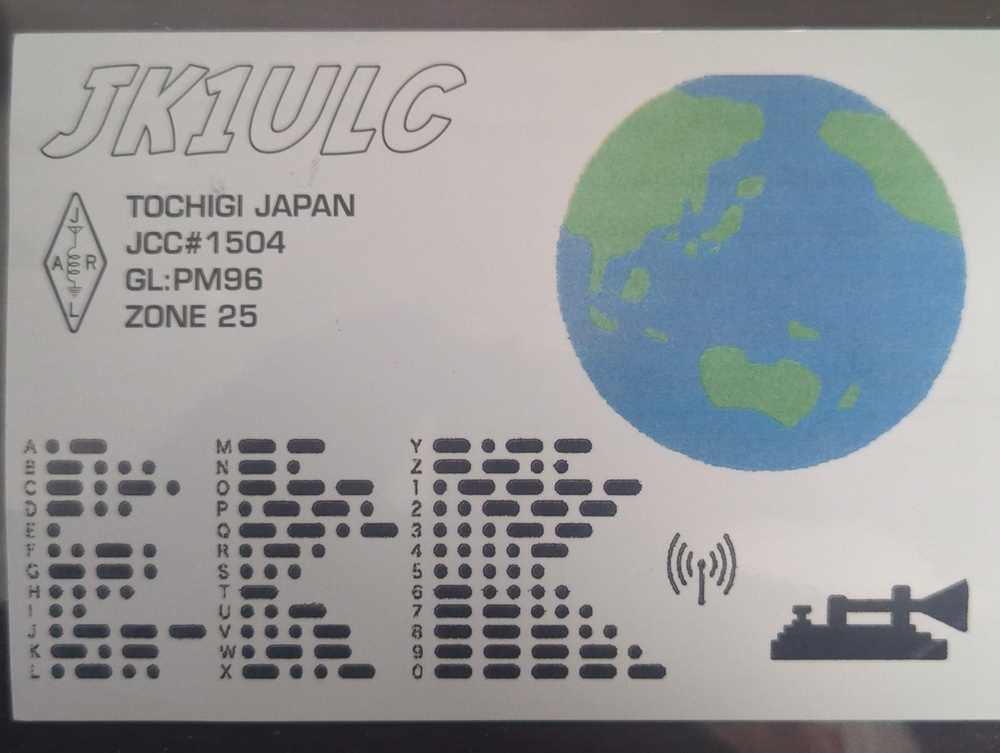 JK1ULC
J
A R
L
TOCHIGI JAPAN
JCC#1504
GL:PM96
ZONE 25
A
B
C
D
E
F
G
H
I
J
K
L
M
N
O
P
Q
R
S
T
U
V
W
X
Y
Z
1
2
3
4
5
6
7
8
9
0